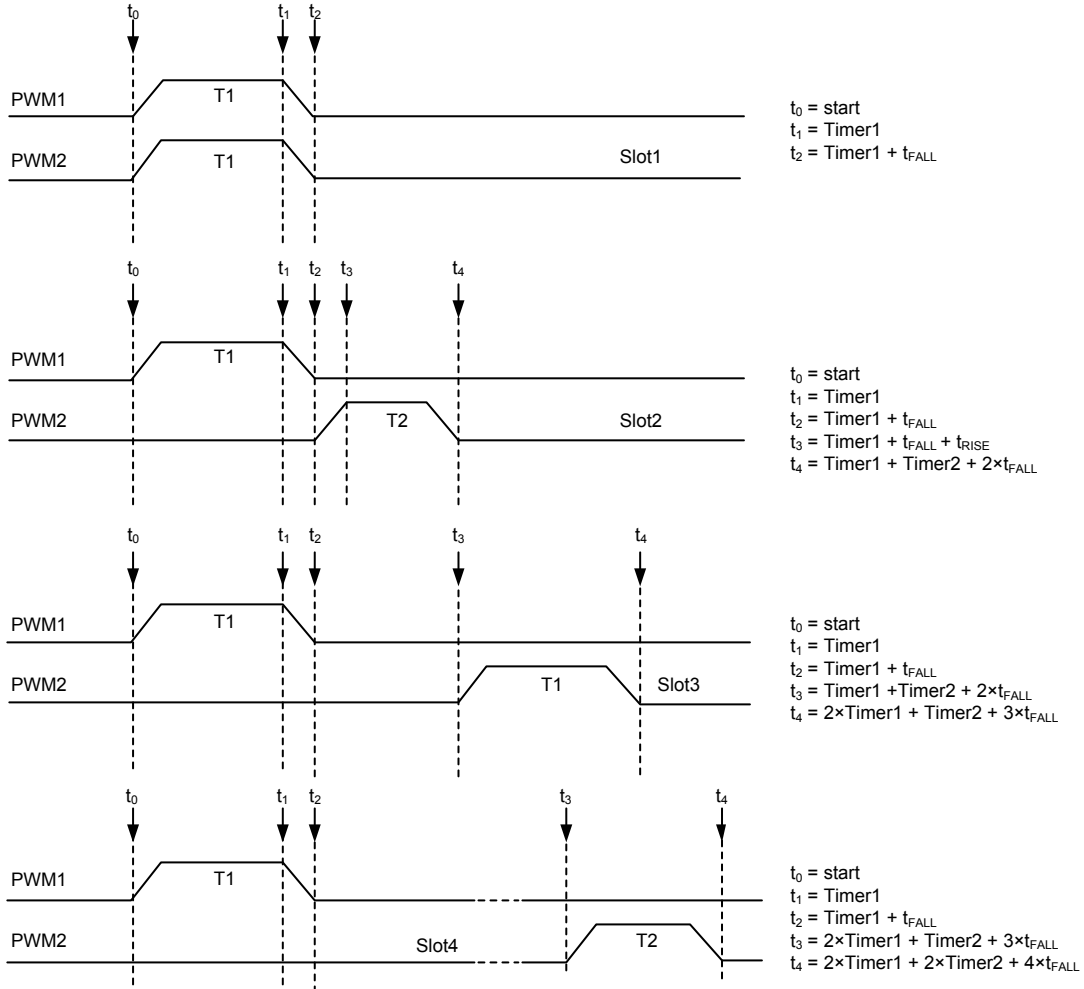 t₀ t₁ t₂
PWM1 T1
PWM2 T1 Slot1
t₀ = start
t₁ = Timer1
t₂ = Timer1 + tFALL
t₀ t₁ t₂ t₃ t₄
PWM1 T1
PWM2 T2 Slot2
t₀ = start
t₁ = Timer1
t₂ = Timer1 + tFALL
t₃ = Timer1 + tFALL + tRISE
t₄ = Timer1 + Timer2 + 2×tFALL
t₀ t₁ t₂ t₃ t₄
PWM1 T1
PWM2 T1 Slot3
t₀ = start
t₁ = Timer1
t₂ = Timer1 + tFALL
t₃ = Timer1 +Timer2 + 2×tFALL
t₄ = 2×Timer1 + Timer2 + 3×tFALL
t₀ t₁ t₂ t₃ t₄
PWM1 T1
PWM2 Slot4 T2
t₀ = start
t₁ = Timer1
t₂ = Timer1 + tFALL
t₃ = 2×Timer1 + Timer2 + 3×tFALL
t₄ = 2×Timer1 + 2×Timer2 + 4×tFALL